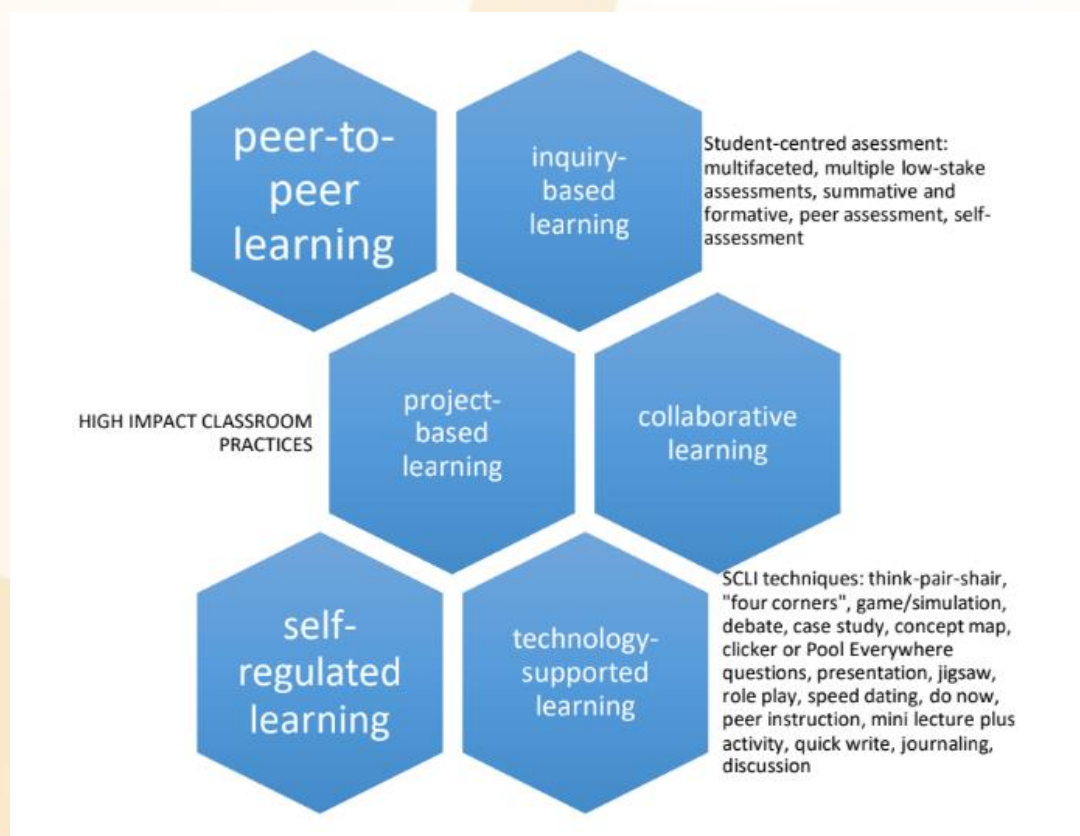 peer-to-
peer
learning
inquiry-
based
learning
Student-centred asessment:
multifaceted, multiple low-stake
assessments, summative and
formative, peer assessment, self-
assessment
HIGH IMPACT CLASSROOM
PRACTICES
project-
based
learning
collaborative
learning
self-
regulated
learning
technology-
supported
learning
SCLI techniques: think-pair-shair,
"four corners", game/simulation,
debate, case study, concept map,
clicker or Pool Everywhere
questions, presentation, jigsaw,
role play, speed dating, do now,
peer instruction, mini lecture plus
activity, quick write, journaling,
discussion